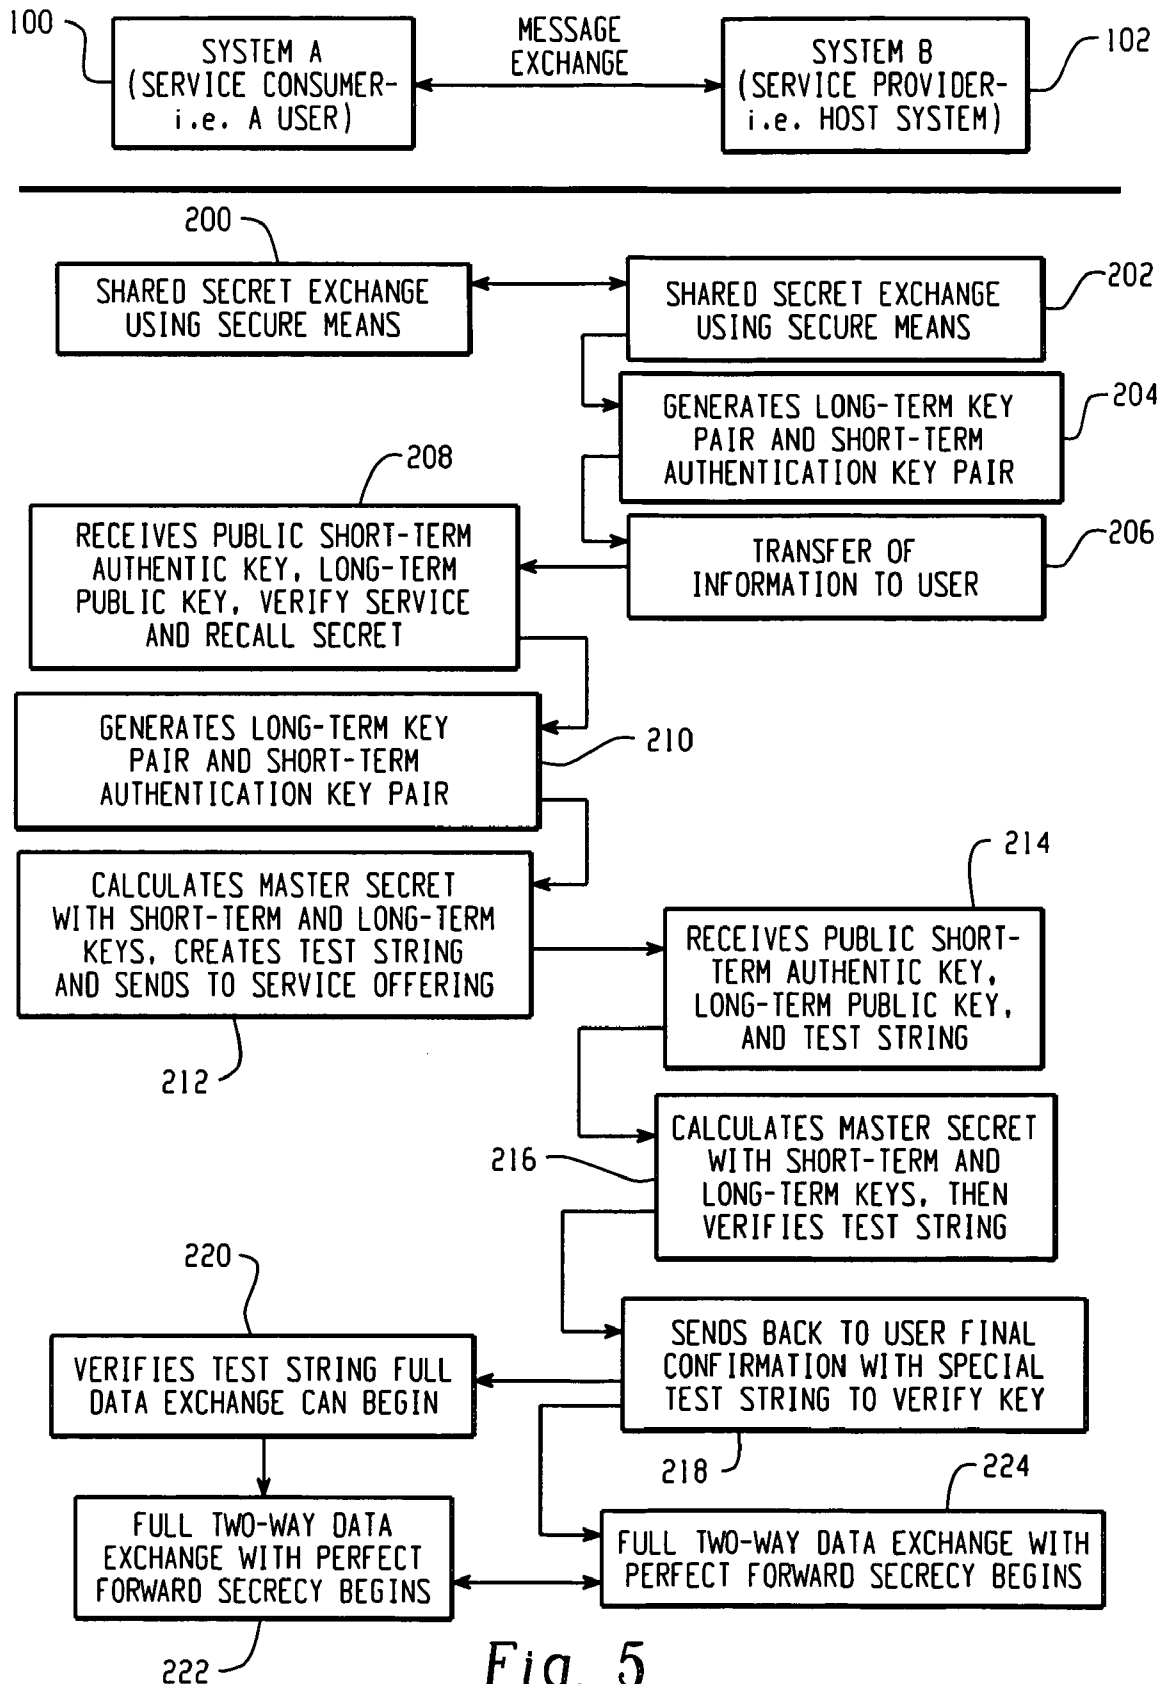 100
SYSTEM A
(SERVICE CONSUMER-
i.e. A USER)
MESSAGE
EXCHANGE
SYSTEM B
(SERVICE PROVIDER-
i.e. HOST SYSTEM)
102
200
SHARED SECRET EXCHANGE
USING SECURE MEANS
SHARED SECRET EXCHANGE
USING SECURE MEANS
202
GENERATES LONG-TERM KEY
PAIR AND SHORT-TERM
AUTHENTICATION KEY PAIR
204
208
RECEIVES PUBLIC SHORT-TERM
AUTHENTIC KEY, LONG-TERM
PUBLIC KEY, VERIFY SERVICE
AND RECALL SECRET
TRANSFER OF
INFORMATION TO USER
206
GENERATES LONG-TERM KEY
PAIR AND SHORT-TERM
AUTHENTICATION KEY PAIR
210
CALCULATES MASTER SECRET
WITH SHORT-TERM AND LONG-TERM
KEYS, CREATES TEST STRING
AND SENDS TO SERVICE OFFERING
212
214
RECEIVES PUBLIC SHORT-
TERM AUTHENTIC KEY,
LONG-TERM PUBLIC KEY,
AND TEST STRING
216
CALCULATES MASTER SECRET
WITH SHORT-TERM AND
LONG-TERM KEYS, THEN
VERIFIES TEST STRING
220
VERIFIES TEST STRING FULL
DATA EXCHANGE CAN BEGIN
SENDS BACK TO USER FINAL
CONFIRMATION WITH SPECIAL
TEST STRING TO VERIFY KEY
218
224
FULL TWO-WAY DATA
EXCHANGE WITH PERFECT
FORWARD SECRECY BEGINS
222
FULL TWO-WAY DATA EXCHANGE WITH
PERFECT FORWARD SECRECY BEGINS
Fig. 5